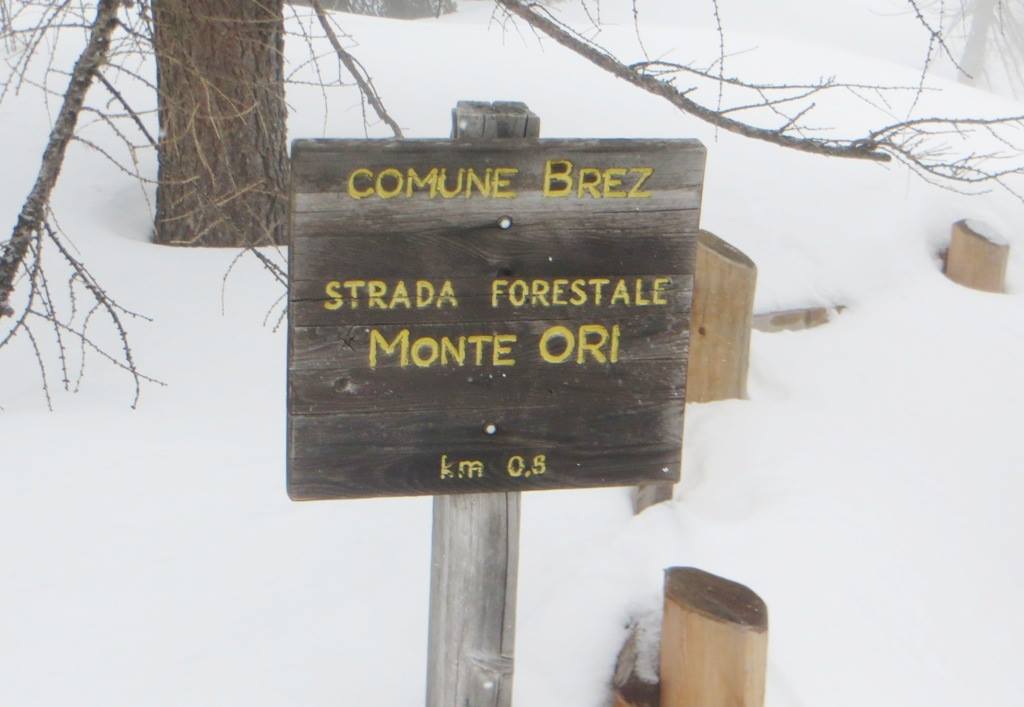 COMUNE BREZ
STRADA FORESTALE
MONTE ORI
km 0,8